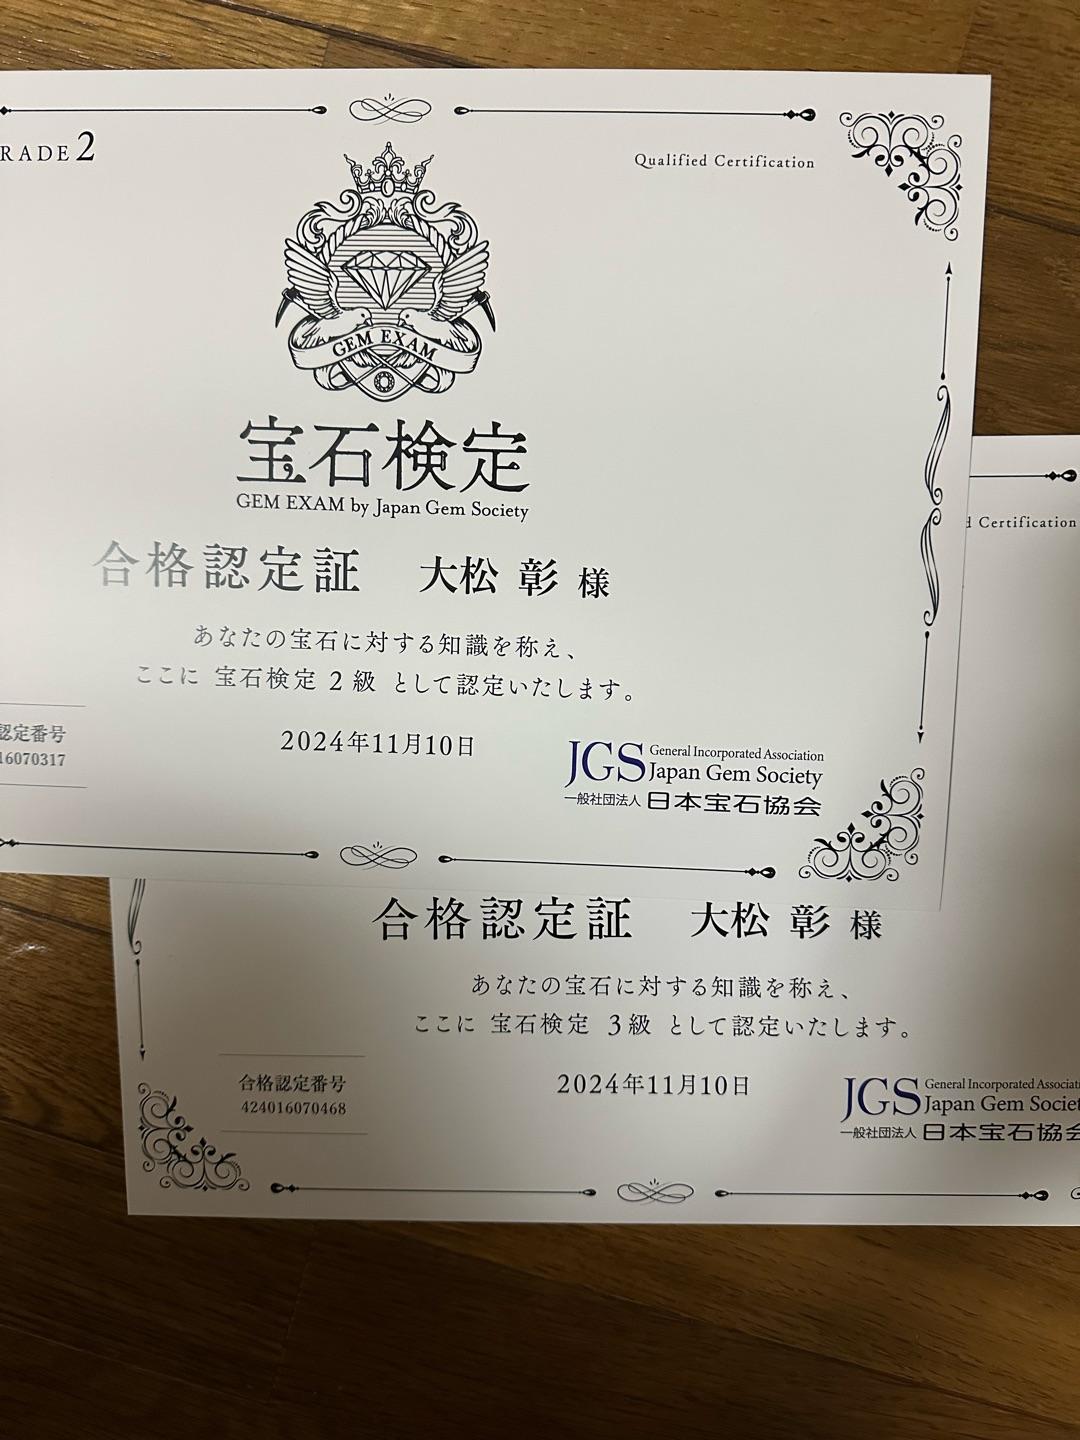 RADE 2
Qualified Certification
GEM EXAM
宝石検定
GEM EXAM by Japan Gem Society
合格認定証 大松 彰 様
あなたの宝石に対する知識を称え、
ここに 宝石検定 2 級 として認定いたします。
認定番号
16070317
2024年11月10日
JGS General Incorporated Association
Japan Gem Society
一般社団法人 日本宝石協会
Certification
合格認定証 大松 彰 様
あなたの宝石に対する知識を称え、
ここに 宝石検定 3級 として認定いたします。
合格認定番号
424016070468
2024年11月10日
JGS General Incorporated Associati
Japan Gem Societ
一般社団法人 日本宝石協会